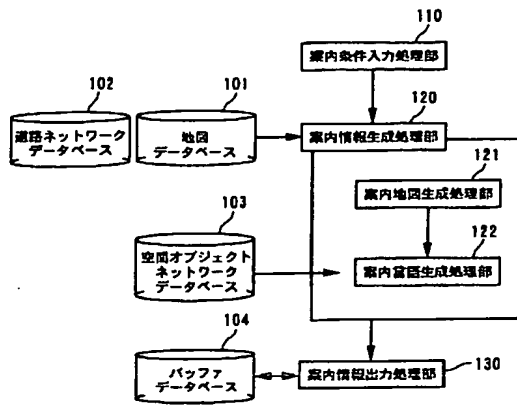 110
案内条件入力処理部
102
101
120
道路ネットワーク
データベース
地図
データベース
案内情報生成処理部
121
案内地図生成処理部
103
122
空間オブジェクト
ネットワーク
データベース
案内言語生成処理部
104
バッファ
データベース
案内情報出力処理部
130